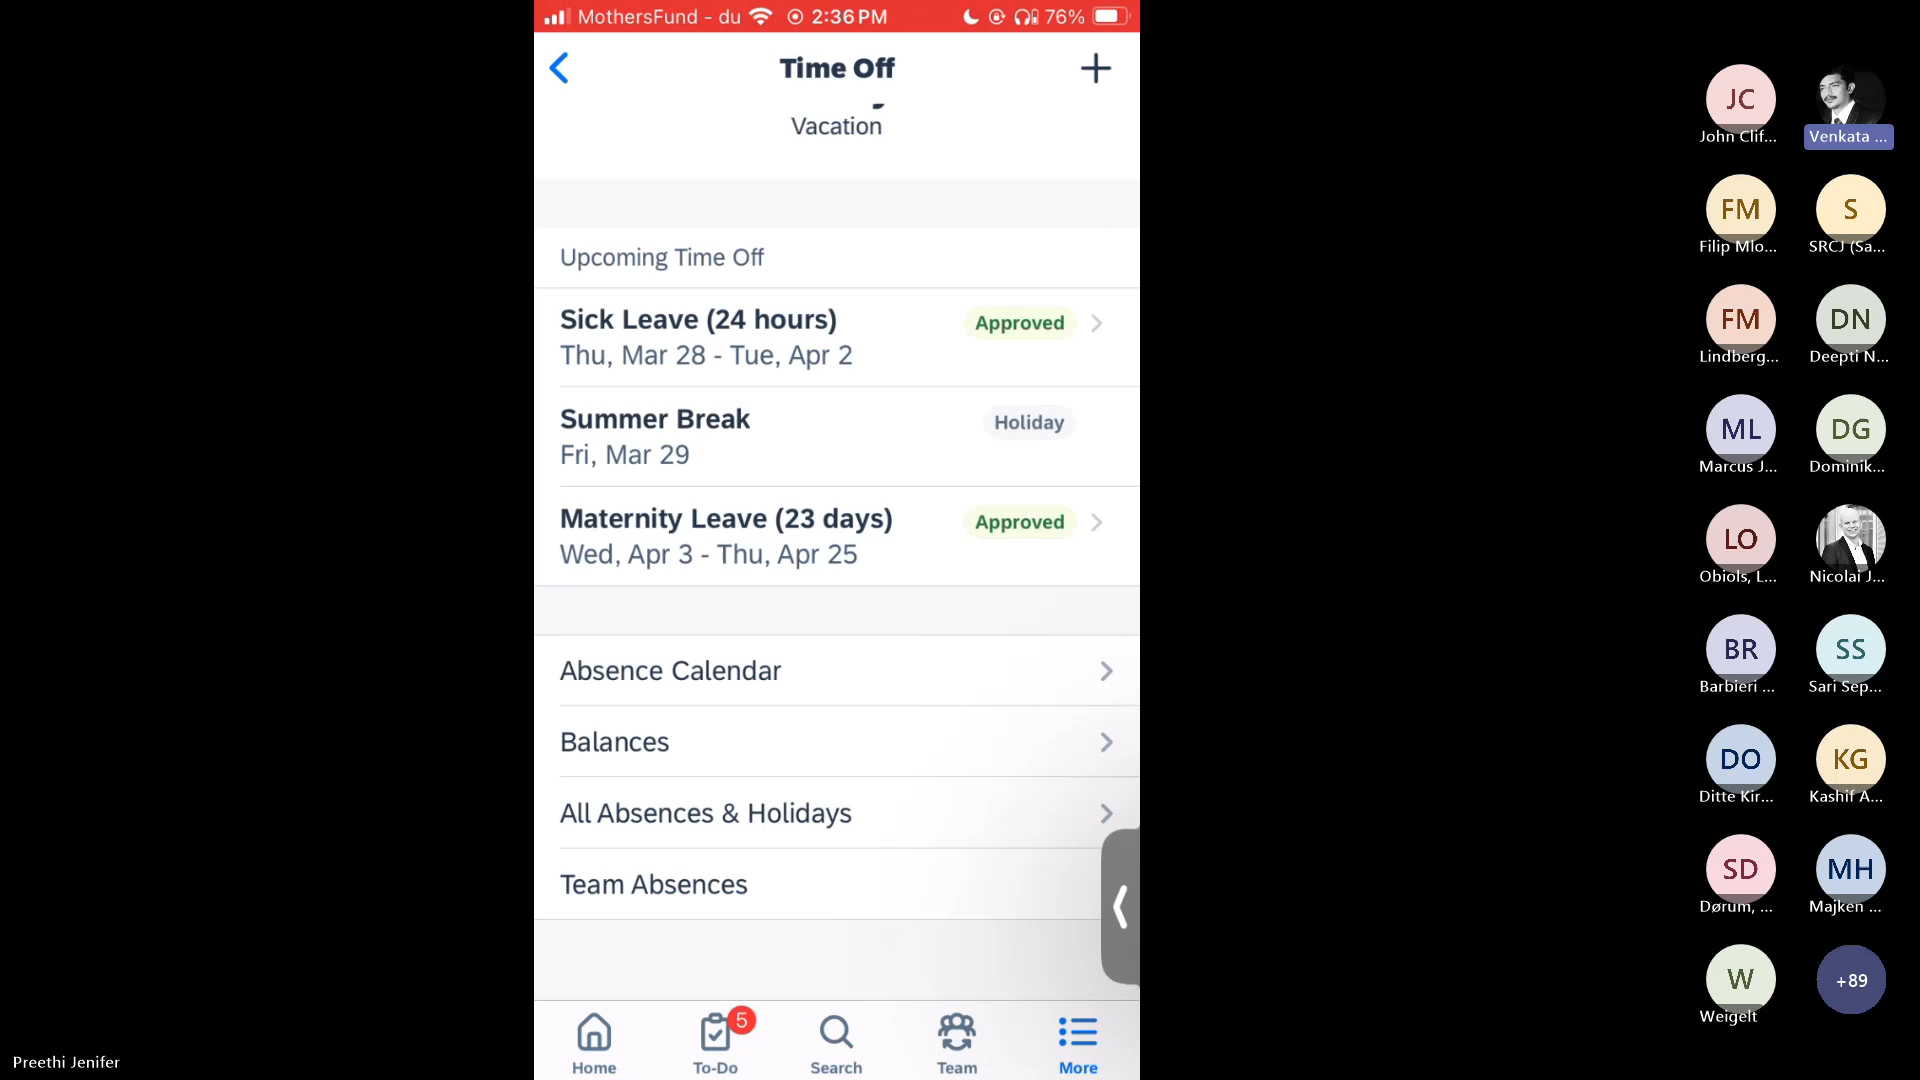 MothersFund - du
2:36 PM
76%
Time Off
Vacation
Upcoming Time Off
Sick Leave (24 hours)
Approved
Thu, Mar 28 - Tue, Apr 2
Summer Break
Holiday
Fri, Mar 29
Maternity Leave (23 days)
Approved
Wed, Apr 3 - Thu, Apr 25
Absence Calendar
Balances
All Absences & Holidays
Team Absences
5
Home
To-Do
Search
Team
More
Preethi Jenifer
JC
John Clif...
Venkata ...
FM
Filip Mlo...
S
SRCJ (Sa...
FM
Lindberg...
DN
Deepti N...
ML
Marcus J...
DG
Dominik...
LO
Obiols, L...
Nicolai J...
BR
Barbieri ...
SS
Sari Sep...
DO
Ditte Kir...
KG
Kashif A...
SD
Dørum, ...
MH
Majken ...
W
Weigelt
+89